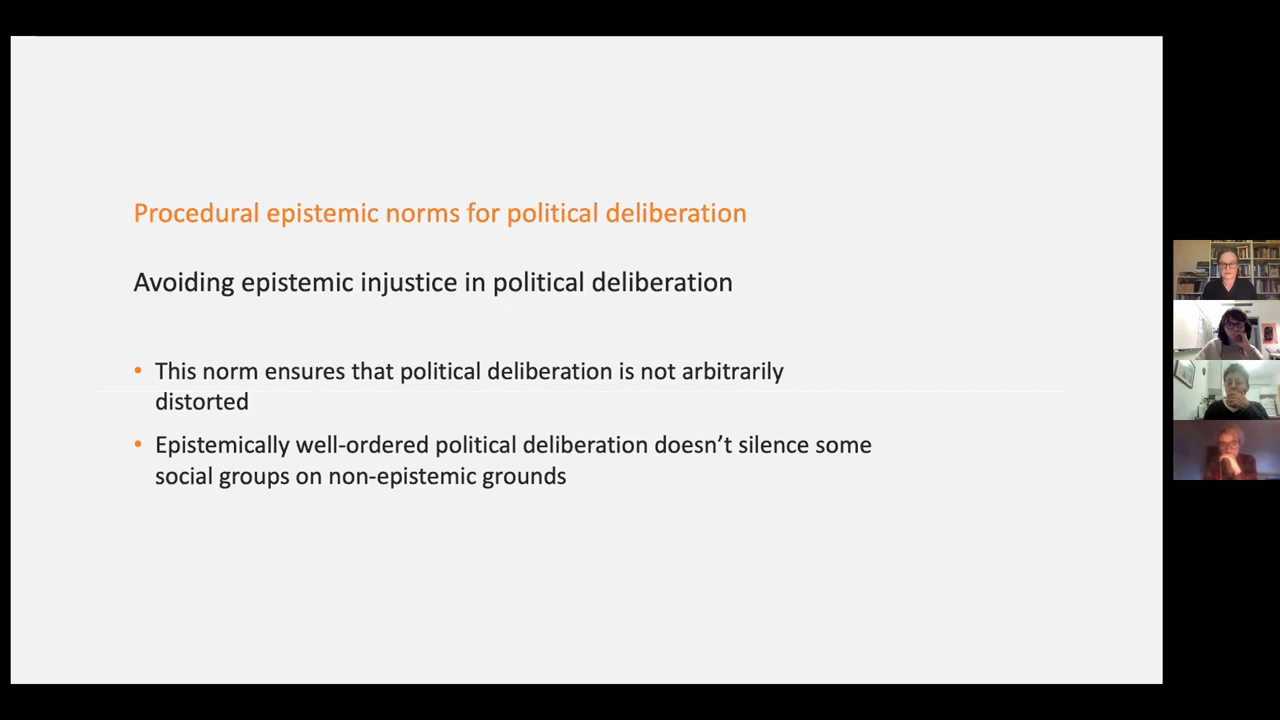 Procedural epistemic norms for political deliberation
Avoiding epistemic injustice in political deliberation
• This norm ensures that political deliberation is not arbitrarily
distorted
• Epistemically well-ordered political deliberation doesn’t silence some
social groups on non-epistemic grounds